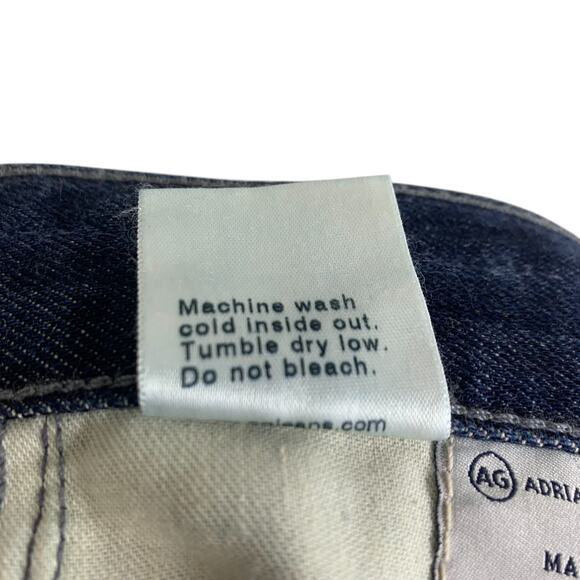 Machine wash
cold inside out.
Tumble dry low.
Do not bleach.
AG